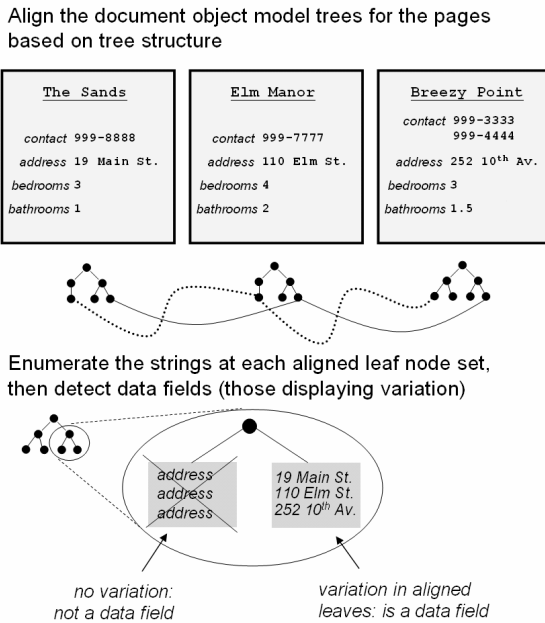 Align the document object model trees for the pages
based on tree structure
The Sands
contact 999-8888
address 19 Main St.
bedrooms 3
bathrooms 1
Elm Manor
contact 999-7777
address 110 Elm St.
bedrooms 4
bathrooms 2
Breezy Point
contact 999-3333
999-4444
address 252 10th Av.
bedrooms 3
bathrooms 1.5
Enumerate the strings at each aligned leaf node set,
then detect data fields (those displaying variation)
address
address
address
19 Main St.
110 Elm St.
252 10th Av.
no variation:
not a data field
variation in aligned
leaves: is a data field